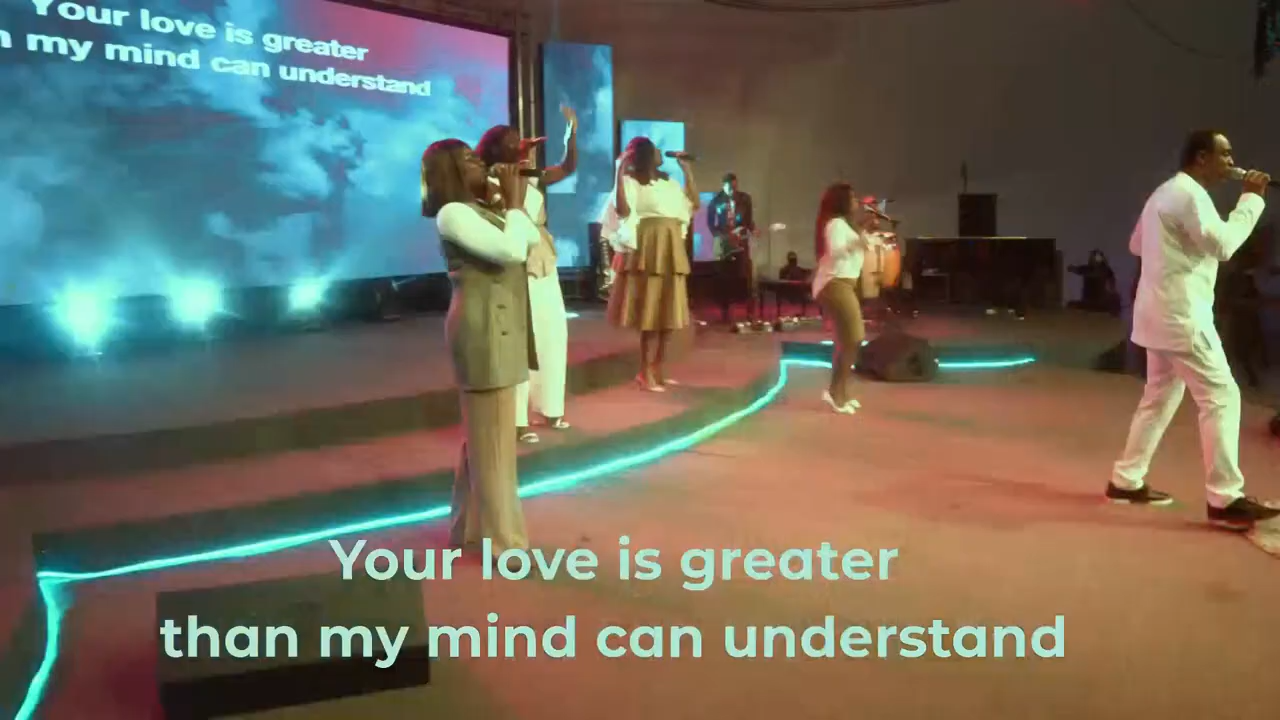 Your love is greater
my mind can understand
Your love is greater
than my mind can understand